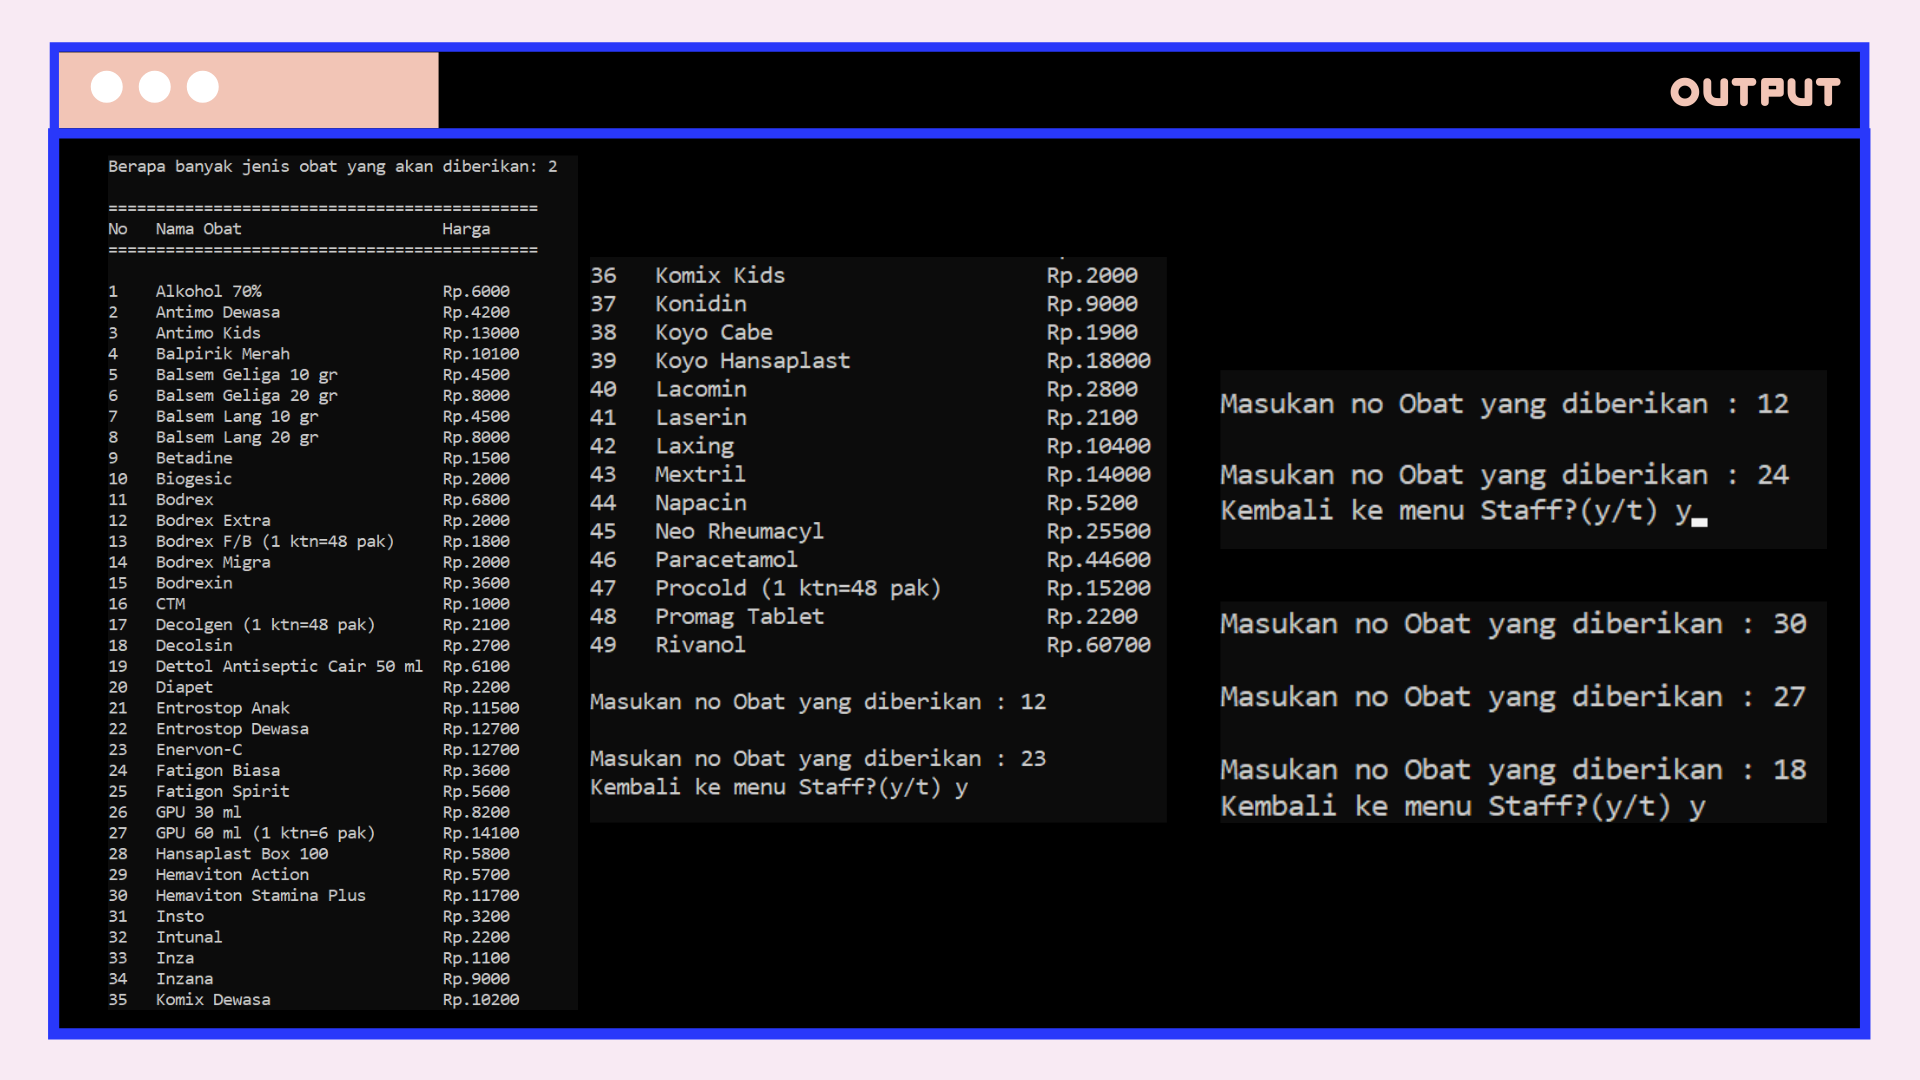 OUTPUT
Berapa banyak jenis obat yang akan diberikan: 2
=============================================
No Nama Obat Harga
=============================================
1 Alkohol 70% Rp.6000
2 Antimo Dewasa Rp.4200
3 Antimo Kids Rp.13000
4 Balpirik Merah Rp.10100
5 Balsem Geliga 10 gr Rp.4500
6 Balsem Geliga 20 gr Rp.8000
7 Balsem Lang 10 gr Rp.4500
8 Balsem Lang 20 gr Rp.8000
9 Betadine Rp.1500
10 Biogesic Rp.2000
11 Bodrex Rp.6800
12 Bodrex Extra Rp.2000
13 Bodrex F/B (1 ktn=48 pak) Rp.1800
14 Bodrex Migra Rp.2000
15 Bodrexin Rp.3600
16 CTM Rp.1000
17 Decolgen (1 ktn=48 pak) Rp.2100
18 Decolsin Rp.2700
19 Dettol Antiseptic Cair 50 ml Rp.6100
20 Diapet Rp.2200
21 Entrostop Anak Rp.11500
22 Entrostop Dewasa Rp.12700
23 Enervon-C Rp.12700
24 Fatigon Biasa Rp.3600
25 Fatigon Spirit Rp.5600
26 GPU 30 ml Rp.8200
27 GPU 60 ml (1 ktn=6 pak) Rp.14100
28 Hansaplast Box 100 Rp.5800
29 Hemaviton Action Rp.5700
30 Hemaviton Stamina Plus Rp.11700
31 Insto Rp.3200
32 Intunal Rp.2200
33 Inza Rp.1100
34 Inzana Rp.9000
35 Komix Dewasa Rp.10200
36 Komix Kids Rp.2000
37 Konidin Rp.9000
38 Koyo Cabe Rp.1900
39 Koyo Hansaplast Rp.18000
40 Lacomin Rp.2800
41 Laserin Rp.2100
42 Laxing Rp.10400
43 Mextril Rp.14000
44 Napacin Rp.5200
45 Neo Rheumacyl Rp.25500
46 Paracetamol Rp.44600
47 Procold (1 ktn=48 pak) Rp.15200
48 Promag Tablet Rp.2200
49 Rivanol Rp.60700
Masukan no Obat yang diberikan : 12
Masukan no Obat yang diberikan : 23
Kembali ke menu Staff?(y/t) y
Masukan no Obat yang diberikan : 12
Masukan no Obat yang diberikan : 24
Kembali ke menu Staff?(y/t) y
Masukan no Obat yang diberikan : 30
Masukan no Obat yang diberikan : 27
Masukan no Obat yang diberikan : 18
Kembali ke menu Staff?(y/t) y